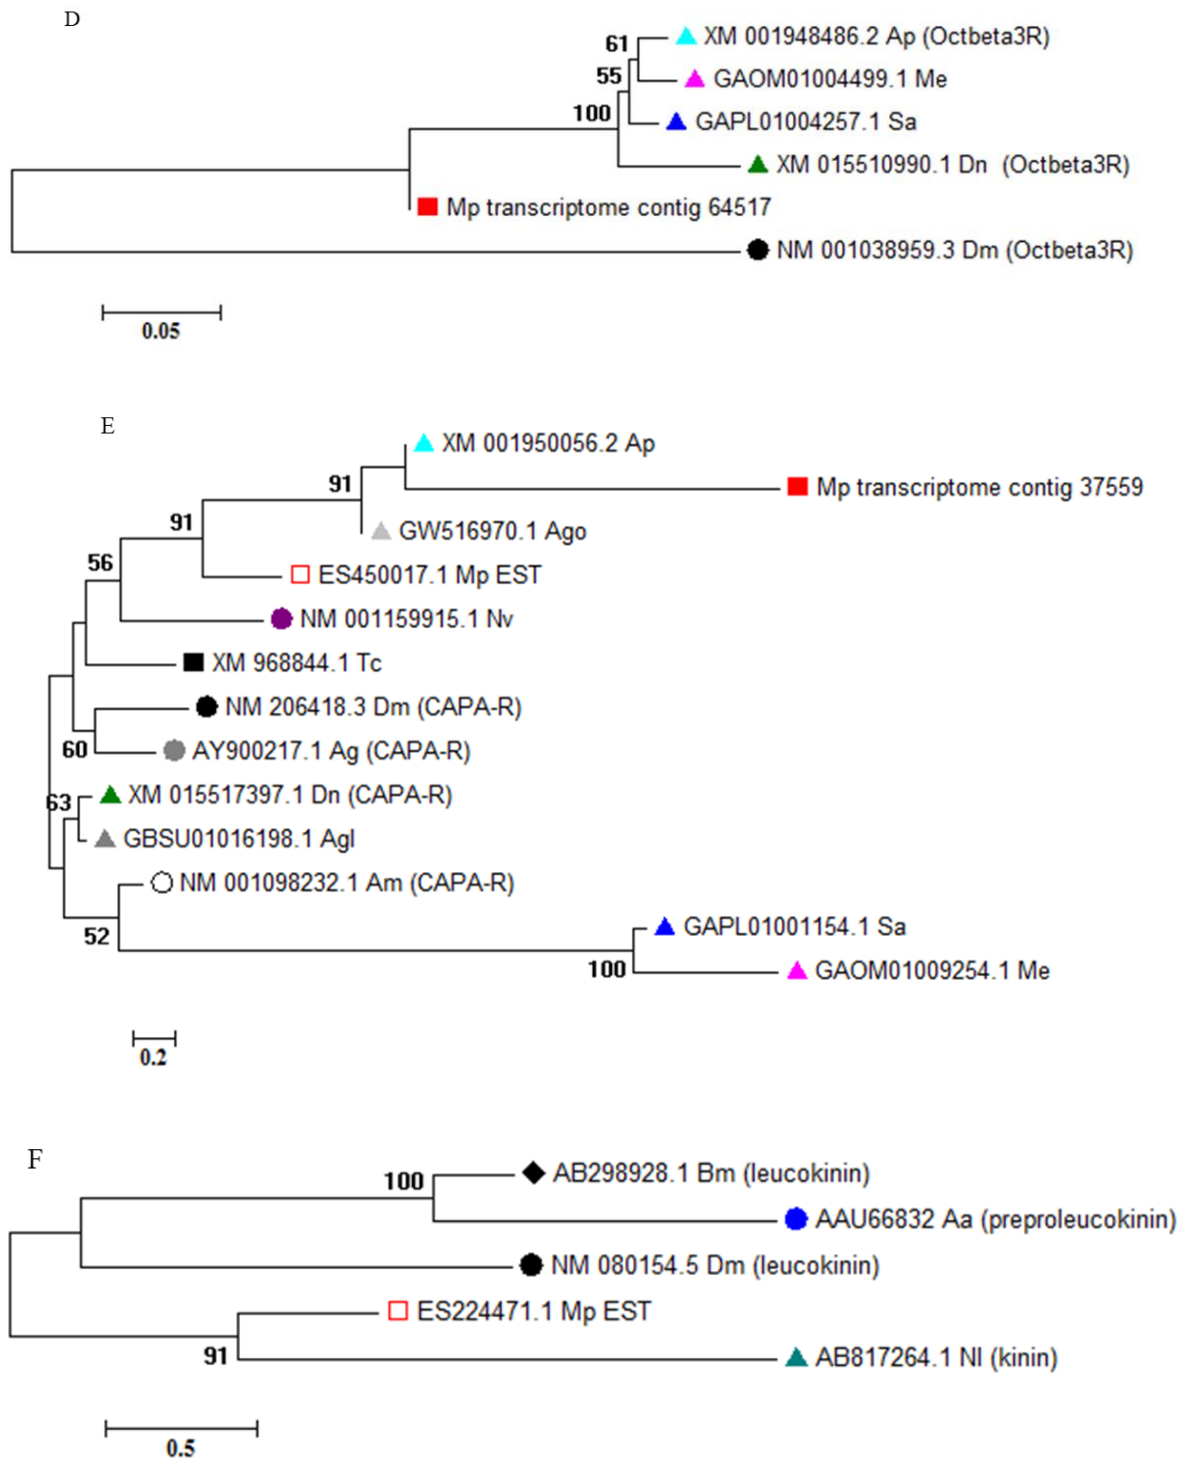 D
XM 001948486.2 Ap (Octbeta3R)
61
GAOM01004499.1 Me
55
100
GAPL01004257.1 Sa
XM 015510990.1 Dn (Octbeta3R)
Mp transcriptome contig 64517
NM 001038959.3 Dm (Octbeta3R)
0.05
E
XM 001950056.2 Ap
91
Mp transcriptome contig 37559
91
GW516970.1 Ago
56
ES450017.1 Mp EST
NM 001159915.1 Nv
XM 968844.1 Tc
NM 206418.3 Dm (CAPA-R)
60
AY900217.1 Ag (CAPA-R)
63
XM 015517397.1 Dn (CAPA-R)
GBSU01016198.1 Agl
NM 001098232.1 Am (CAPA-R)
52
GAPL01001154.1 Sa
100
GAOM01009254.1 Me
0.2
F
100
AB298928.1 Bm (leucokinin)
AAU66832 Aa (preproleucokinin)
NM 080154.5 Dm (leucokinin)
ES224471.1 Mp EST
91
AB817264.1 Nl (kinin)
0.5